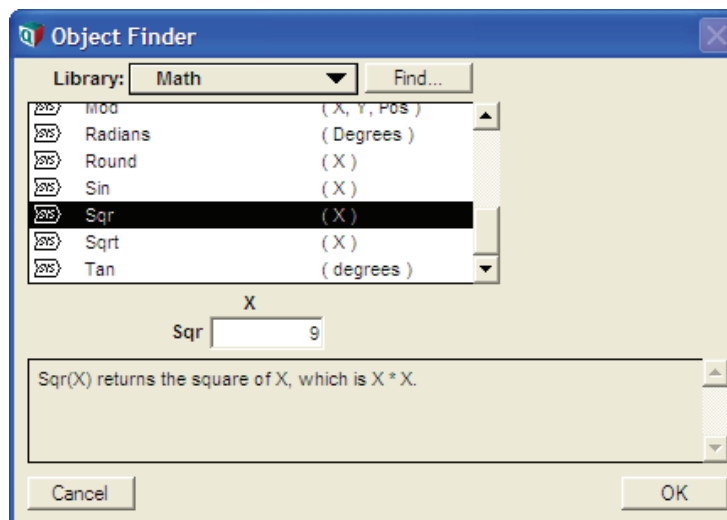 Object Finder
Library: Math Find...
Mod ( X, Y, Pos )
Radians ( Degrees )
Round ( X )
Sin ( X )
Sqr ( X )
Sqrt ( X )
Tan ( degrees )
X
Sqr 9
Sqr(X) returns the square of X, which is X * X.
Cancel OK